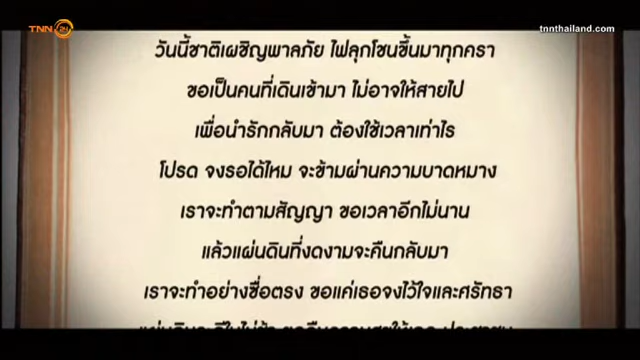 TNN 24
tnnthailand.com
วันนี้ชาติเผชิญพาลภัย ไฟลุกโชนขึ้นมาทุกครา
ขอเป็นคนที่เดินเข้ามา ไม่อาจให้สายไป
เพื่อนำรักกลับมา ต้องใช้เวลาเท่าไร
โปรด จงรอได้ไหม จะข้ามผ่านความบาดหมาง
เราจะทำตามสัญญา ขอเวลาอีกไม่นาน
แล้วแผ่นดินที่งดงามจะคืนกลับมา
เราจะทำอย่างซื่อตรง ขอแค่เธอจงไว้ใจและศรัทธา